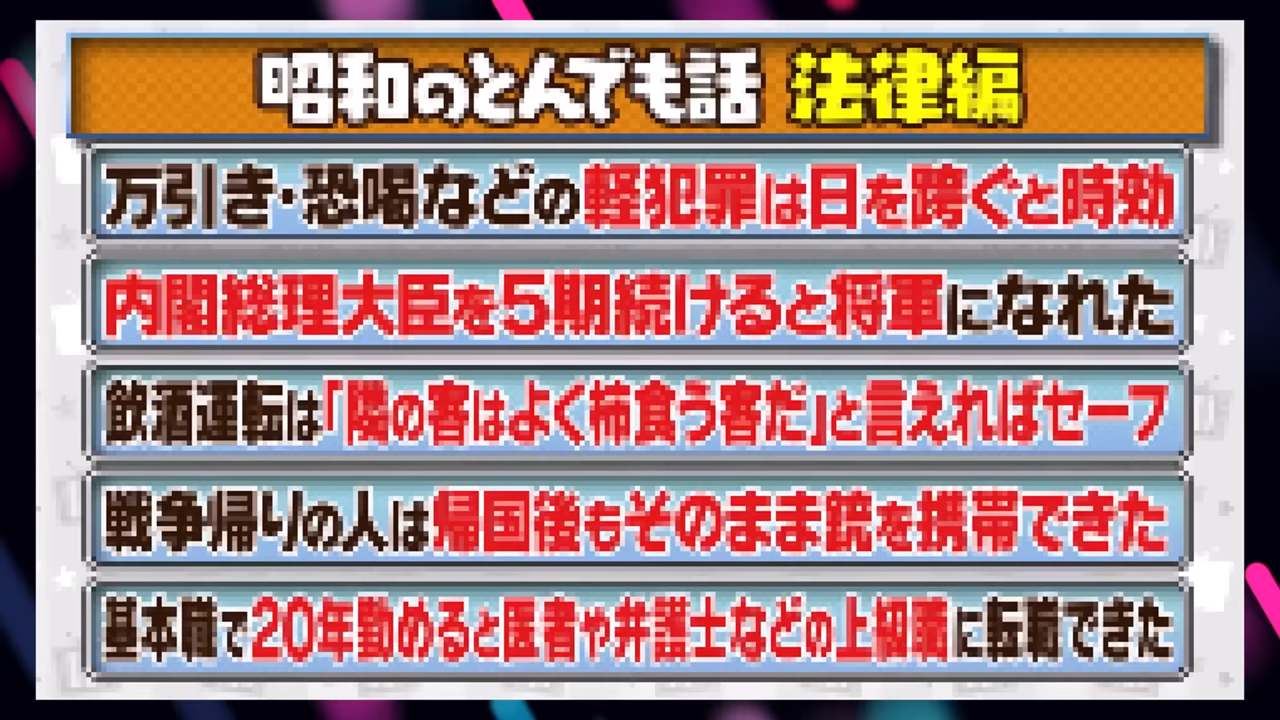 昭和のとんでも話 法律編
万引き・恐喝などの軽犯罪は日を跨ぐと時効
内閣総理大臣を5期続けると将軍になれた
飲酒運転は「隣の客はよく柿食う客だ」と言えればセーフ
戦争帰りの人は帰国後もそのまま銃を携帯できた
基本職で20年勤めると医者や弁護士などの上級職に転職できた